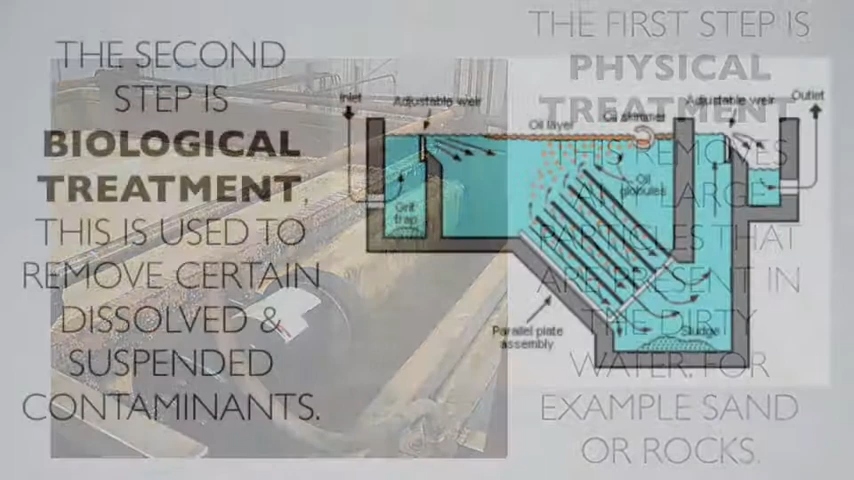 THE SECOND
STEP IS
BIOLOGICAL
TREATMENT,
THIS IS USED TO
REMOVE CERTAIN
DISSOLVED &
SUSPENDED
CONTAMINANTS.
THE FIRST STEP IS
PHYSICAL
TREATMENT
THIS REMOVES
ANY LARGE
PARTICLES THAT
ARE PRESENT IN
THE DIRTY
WATER. FOR
EXAMPLE SAND
OR ROCKS.
Inlet
Adjustable weir
Oil layer
Oil skimmer
Adjustable weir
Outlet
Grit
trap
Oil
globules
Parallel plate
assembly
Sludge